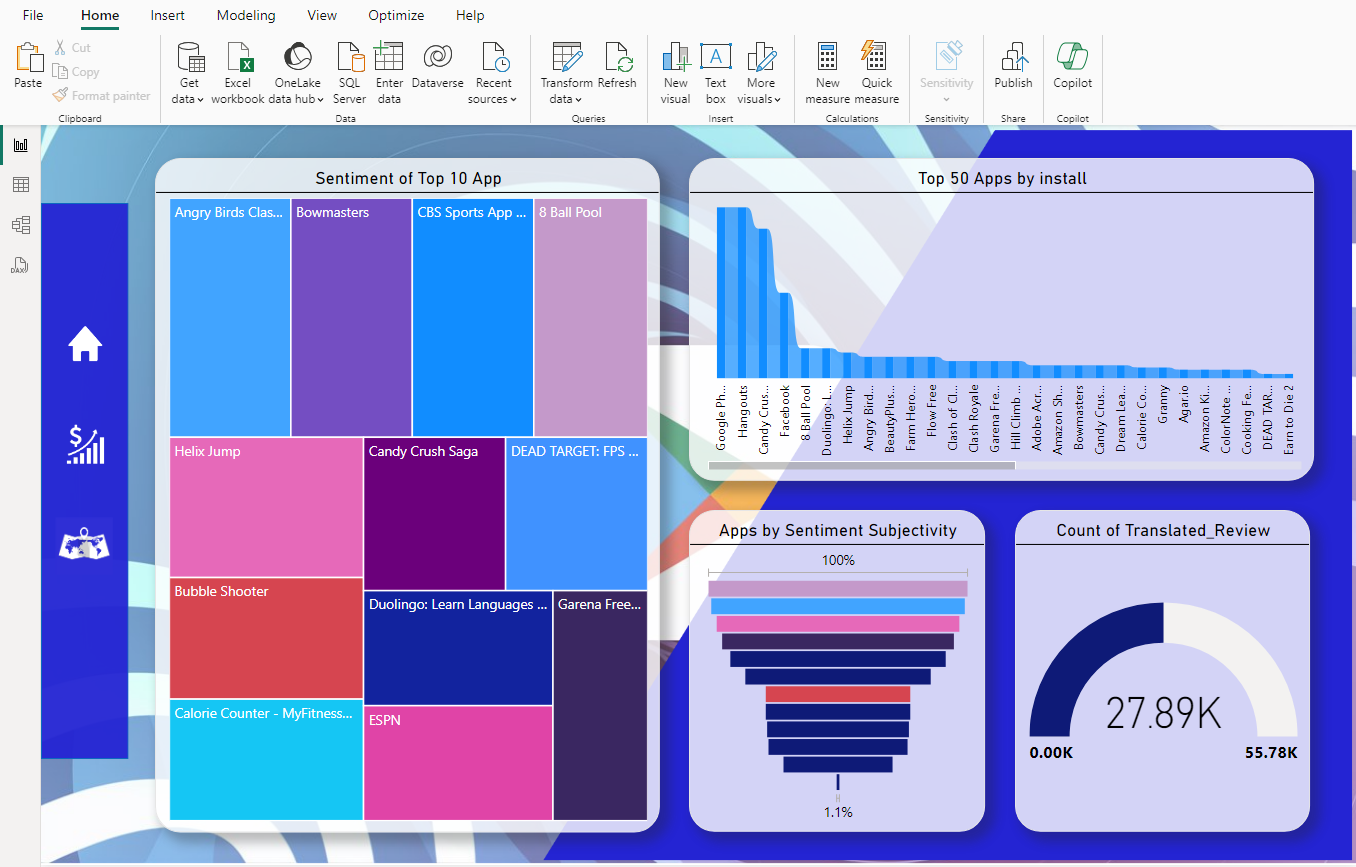 File Home Insert Modeling View Optimize Help
Paste
Cut
Copy
Format painter
Clipboard
Get data
Excel workbook
OneLake data hub
SQL Server
Enter data
Dataverse
Recent sources
Data
Transform data
Refresh
Queries
New visual
Text box
More visuals
Insert
New measure
Quick measure
Calculations
Sensitivity
Sensitivity
Publish
Share
Copilot
Copilot
DAX
Sentiment of Top 10 App
Angry Birds Clas...
Bowmasters
CBS Sports App ...
8 Ball Pool
Helix Jump
Candy Crush Saga
DEAD TARGET: FPS ...
Bubble Shooter
Duolingo: Learn Languages ...
Garena Free...
Calorie Counter - MyFitness...
ESPN
Top 50 Apps by install
Google Ph...
Hangouts
Candy Crus...
Facebook
8 Ball Pool
Duolingo: L...
Helix Jump
Angry Bird...
BeautyPlus...
Farm Hero...
Flow Free
Clash of Cl...
Clash Royale
Garena Fre...
Hill Climb ...
Adobe Acr...
Amazon Sh...
Bowmasters
Candy Crus...
Dream Lea...
Calorie Co...
Granny
Agar.io
Amazon Ki...
ColorNote ...
Cooking Fe...
DEAD TAR...
Earn to Die 2
Apps by Sentiment Subjectivity
100%
1.1%
Count of Translated_Review
27.89K
0.00K
55.78K